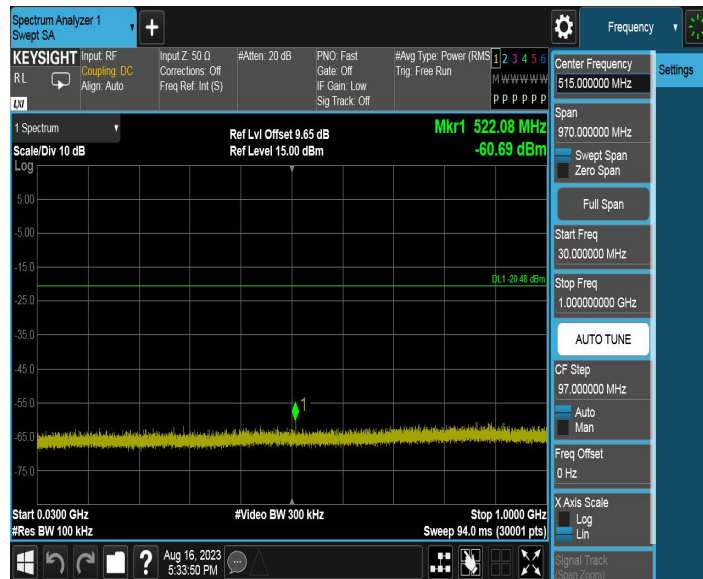 Spectrum Analyzer 1
Swept SA
+
Frequency
KEYSIGHT
RL
LXI
Input: RF
Coupling: DC
Align: Auto
Input Z: 50 Ω
Corrections: Off
Freq Ref: Int (S)
#Atten: 20 dB
PNO: Fast
Gate: Off
IF Gain: Low
Sig Track: Off
#Avg Type: Power (RMS
Trig: Free Run
1 2 3 4 5 6
M W W W W W
P P P P P P
1 Spectrum
Scale/Div 10 dB
Log
Ref Lvl Offset 9.65 dB
Ref Level 15.00 dBm
Mkr1 522.08 MHz
-60.69 dBm
5.00
-5.00
-15.0
DL1 -20.48 dBm
-25.0
-35.0
-45.0
-55.0
1
-65.0
-75.0
Start 0.0300 GHz
#Res BW 100 kHz
#Video BW 300 kHz
Stop 1.0000 GHz
Sweep 94.0 ms (30001 pts)
?
Aug 16, 2023
5:33:50 PM
Center Frequency
515.000000 MHz
Settings
Span
970.000000 MHz
Swept Span
Zero Span
Full Span
Start Freq
30.000000 MHz
Stop Freq
1.000000000 GHz
AUTO TUNE
CF Step
97.000000 MHz
Auto
Man
Freq Offset
0 Hz
X Axis Scale
Log
Lin
Signal Track
(Span Zoom)